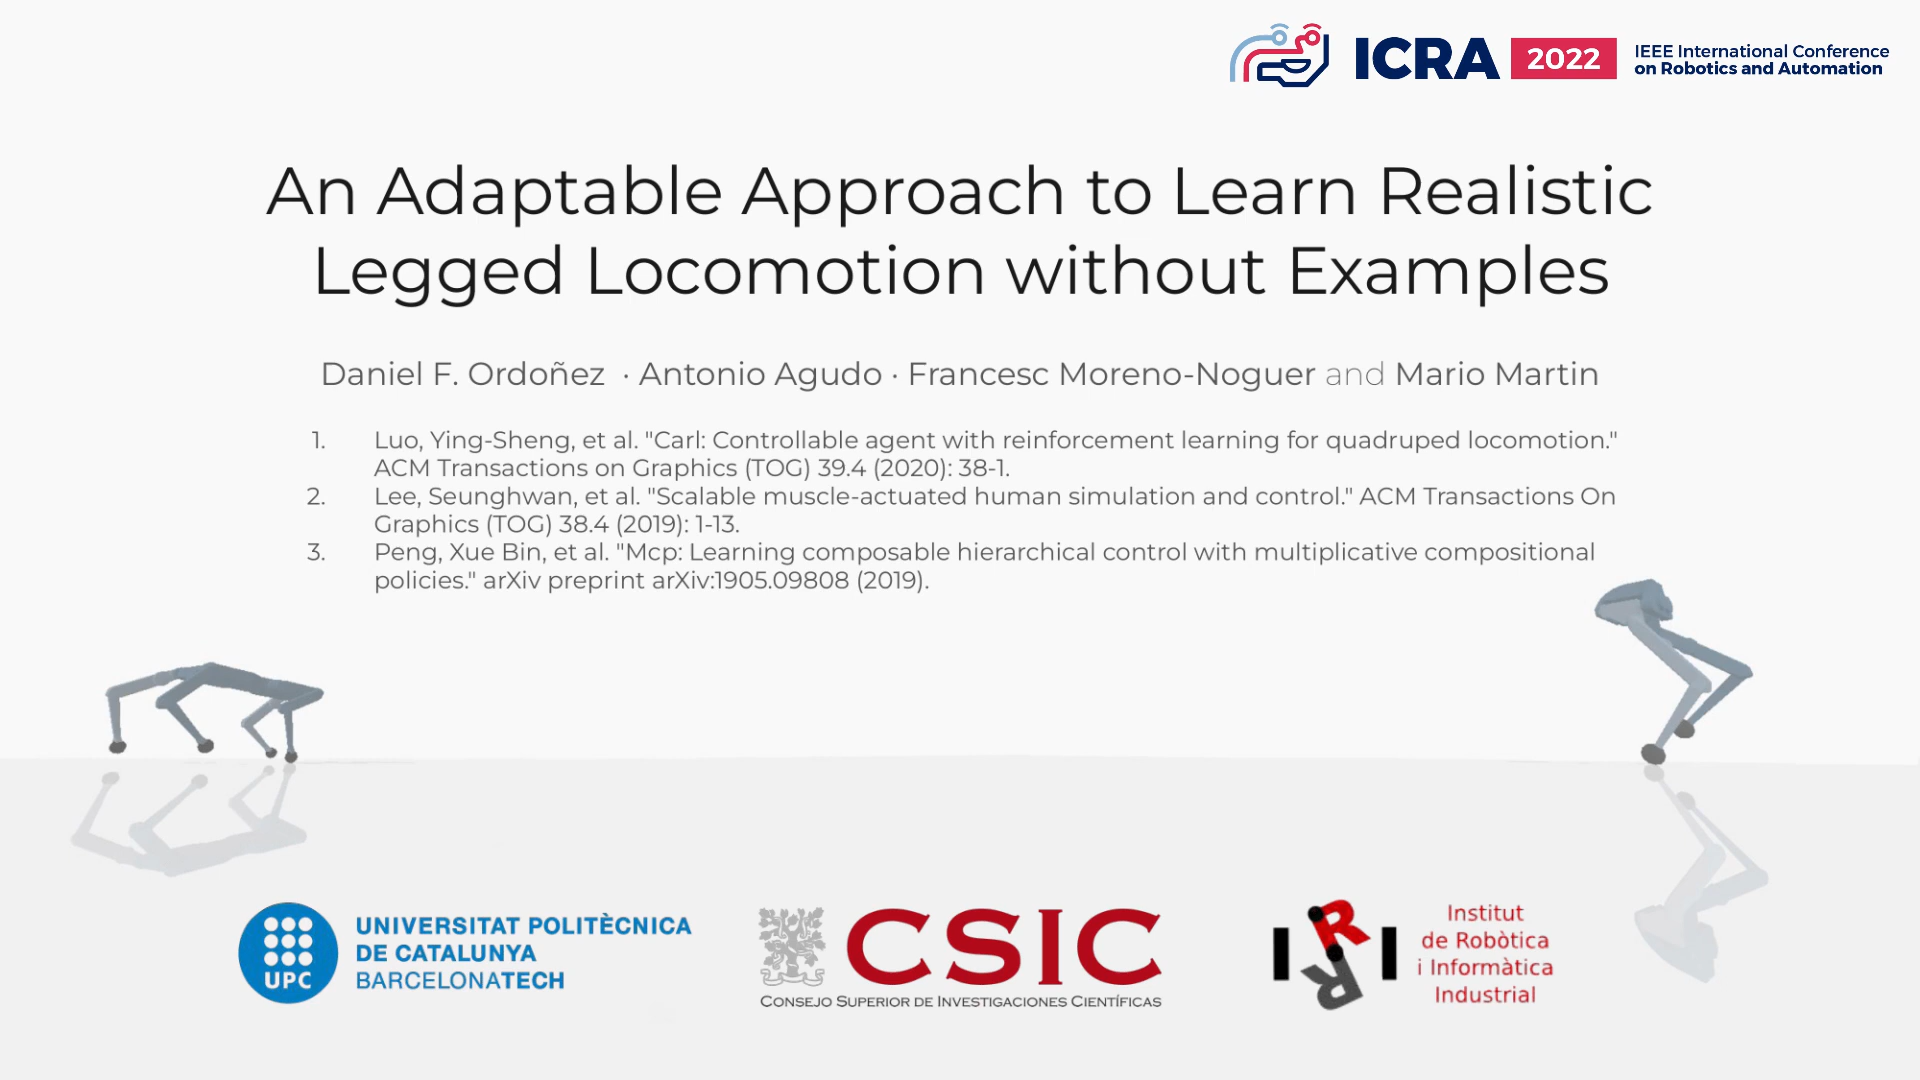 ICRA 2022 IEEE International Conference
on Robotics and Automation
An Adaptable Approach to Learn Realistic
Legged Locomotion without Examples
Daniel F. Ordoñez · Antonio Agudo · Francesc Moreno-Noguer and Mario Martin
1. Luo, Ying-Sheng, et al. "Carl: Controllable agent with reinforcement learning for quadruped locomotion."
ACM Transactions on Graphics (TOG) 39.4 (2020): 38-1.
2. Lee, Seunghwan, et al. "Scalable muscle-actuated human simulation and control." ACM Transactions On
Graphics (TOG) 38.4 (2019): 1-13.
3. Peng, Xue Bin, et al. "Mcp: Learning composable hierarchical control with multiplicative compositional
policies." arXiv preprint arXiv:1905.09808 (2019).
UPC
UNIVERSITAT POLITÈCNICA
DE CATALUNYA
BARCELONATECH
CSIC
CONSEJO SUPERIOR DE INVESTIGACIONES CIENTÍFICAS
IRI
Institut
de Robòtica
i Informàtica
Industrial